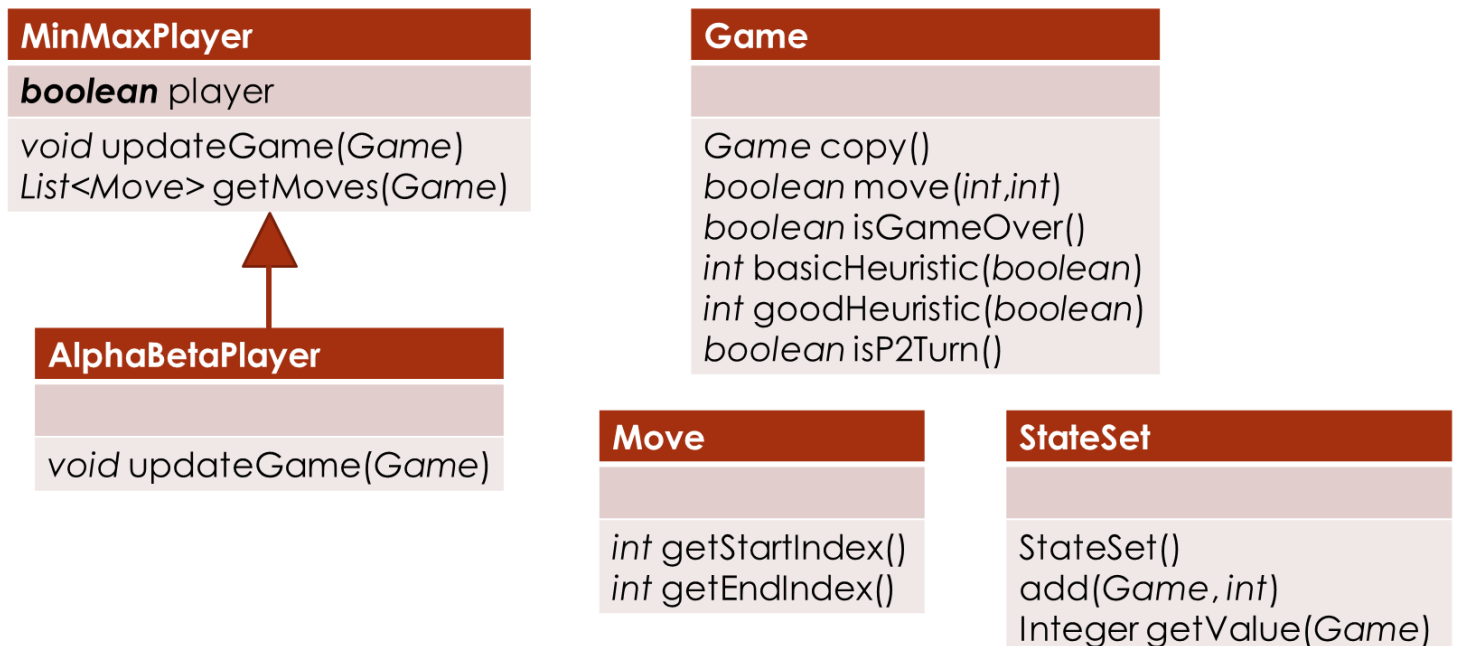 MinMaxPlayer
boolean player
void updateGame(Game)
List<Move> getMoves(Game)
AlphaBetaPlayer
void updateGame(Game)
Game
Game copy()
boolean move(int,int)
boolean isGameOver()
int basicHeuristic(boolean)
int goodHeuristic(boolean)
boolean isP2Turn()
Move
int getStartIndex()
int getEndIndex()
StateSet
StateSet()
add(Game, int)
Integer getValue(Game)